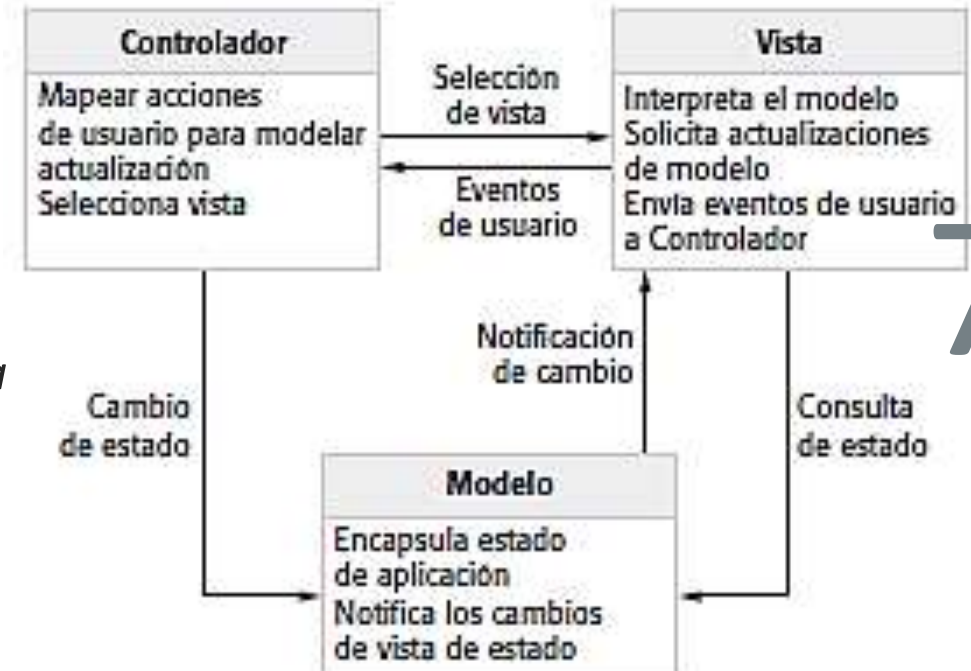 Controlador
Mapear acciones
de usuario para modelar
actualización
Selecciona vista
Selección
de vista
Eventos
de usuario
Vista
Interpreta el modelo
Solicita actualizaciones
de modelo
Envía eventos de usuario
a Controlador
Cambio
de estado
Notificación
de cambio
Consulta
de estado
Modelo
Encapsula estado
de aplicación
Notifica los cambios
de vista de estado